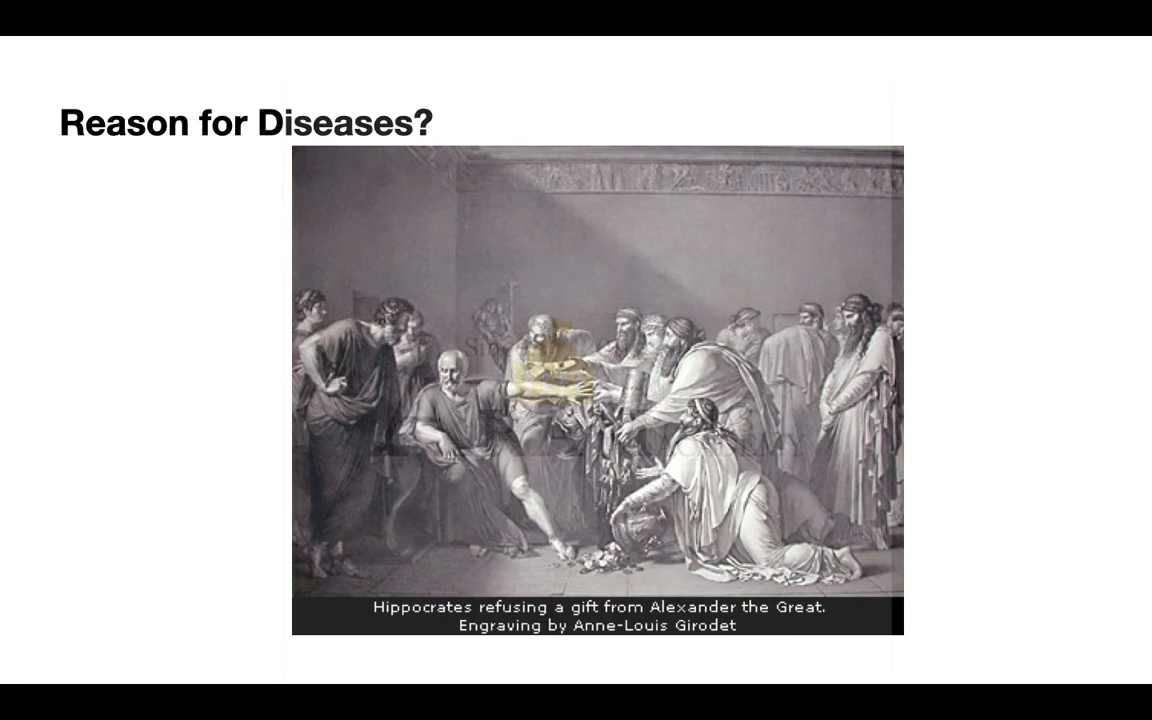 Reason for Diseases?
Hippocrates refusing a gift from Alexander the Great.
Engraving by Anne-Louis Girodet